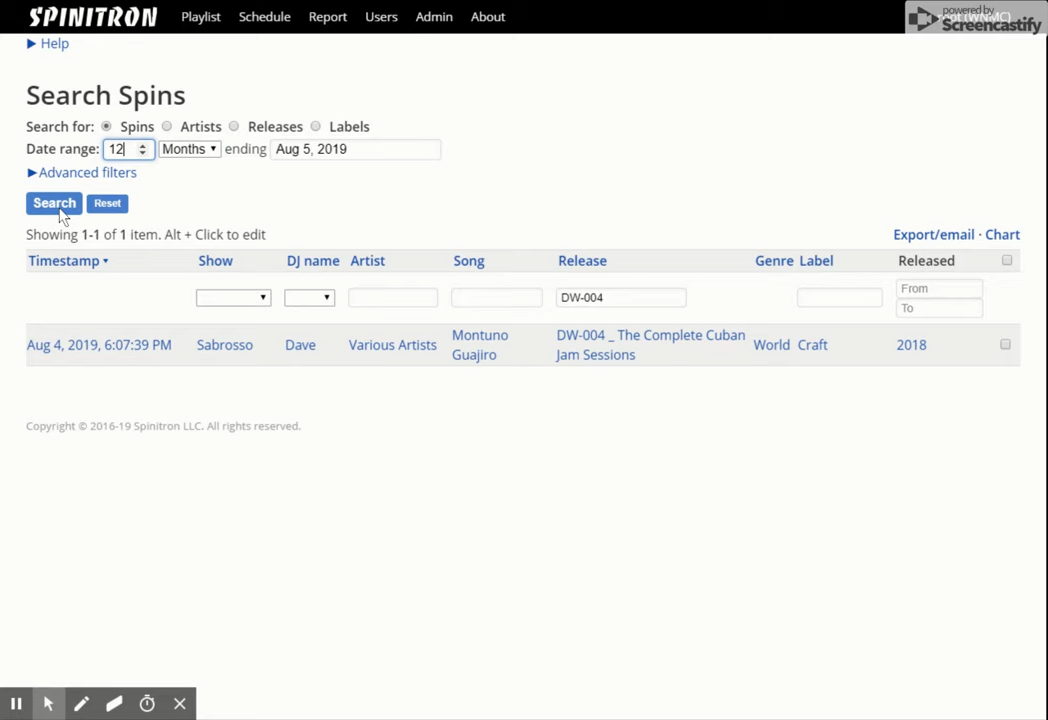 SPINITRON Playlist Schedule Report Users Admin About
powered by
(WNMC)
Screencastify
▶ Help
Search Spins
Search for: Spins Artists Releases Labels
Date range: 12 Months ending Aug 5, 2019
▶Advanced filters
Search Reset
Showing 1-1 of 1 item. Alt + Click to edit Export/email · Chart
Timestamp Show DJ name Artist Song Release Genre Label Released
From
DW-004
To
Aug 4, 2019, 6:07:39 PM Sabrosso Dave Various Artists Montuno Guajiro DW-004 _ The Complete Cuban Jam Sessions World Craft 2018
Copyright © 2016-19 Spinitron LLC. All rights reserved.